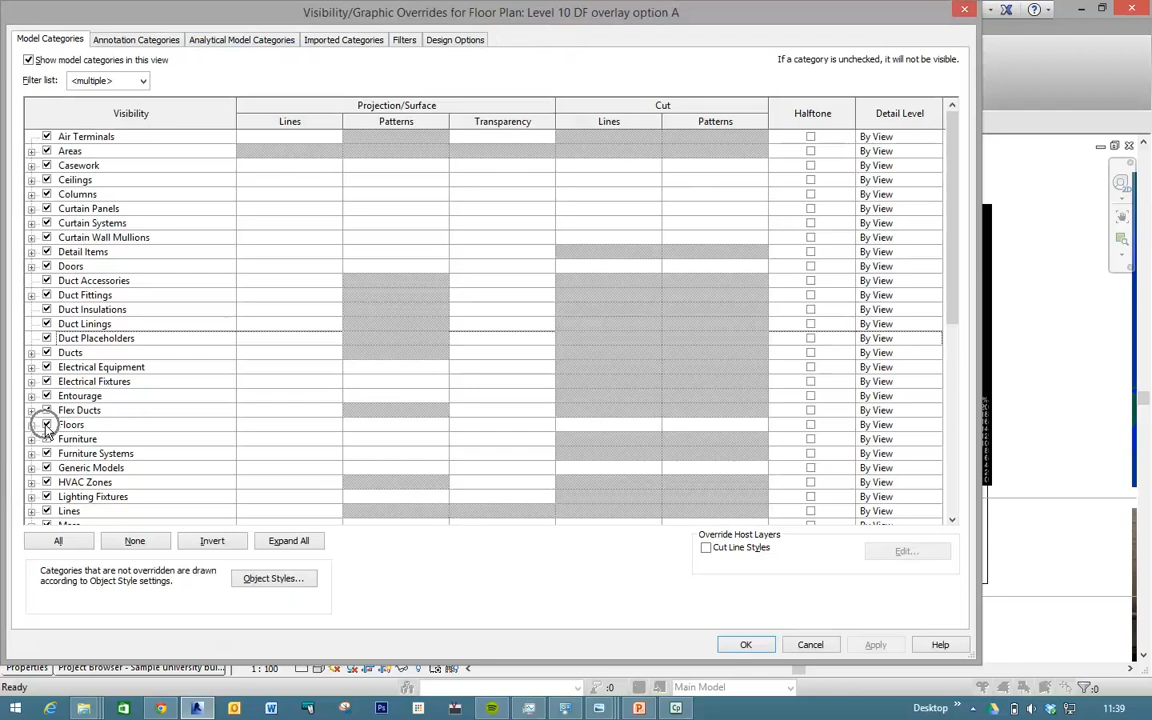 Visibility/Graphic Overrides for Floor Plan: Level 10 DF overlay option A
Model Categories
Annotation Categories
Analytical Model Categories
Imported Categories
Filters
Design Options
Show model categories in this view
If a category is unchecked, it will not be visible.
Filter list:
<multiple>
Visibility
Projection/Surface
Cut
Halftone
Detail Level
Lines
Patterns
Transparency
Lines
Patterns
Air Terminals By View
Areas By View
Casework By View
Ceilings By View
Columns By View
Curtain Panels By View
Curtain Systems By View
Curtain Wall Mullions By View
Detail Items By View
Doors By View
Duct Accessories By View
Duct Fittings By View
Duct Insulations By View
Duct Linings By View
Duct Placeholders By View
Ducts By View
Electrical Equipment By View
Electrical Fixtures By View
Entourage By View
Flex Ducts By View
Floors By View
Furniture By View
Furniture Systems By View
Generic Models By View
HVAC Zones By View
Lighting Fixtures By View
Lines By View
All
None
Invert
Expand All
Override Host Layers
Cut Line Styles
Edit...
Categories that are not overridden are drawn
according to Object Style settings.
Object Styles...
OK
Cancel
Apply
Help
Properties
Project Browser - Sample university bui...
1 : 100
Ready
:0
Main Model
:0
Desktop
11:39